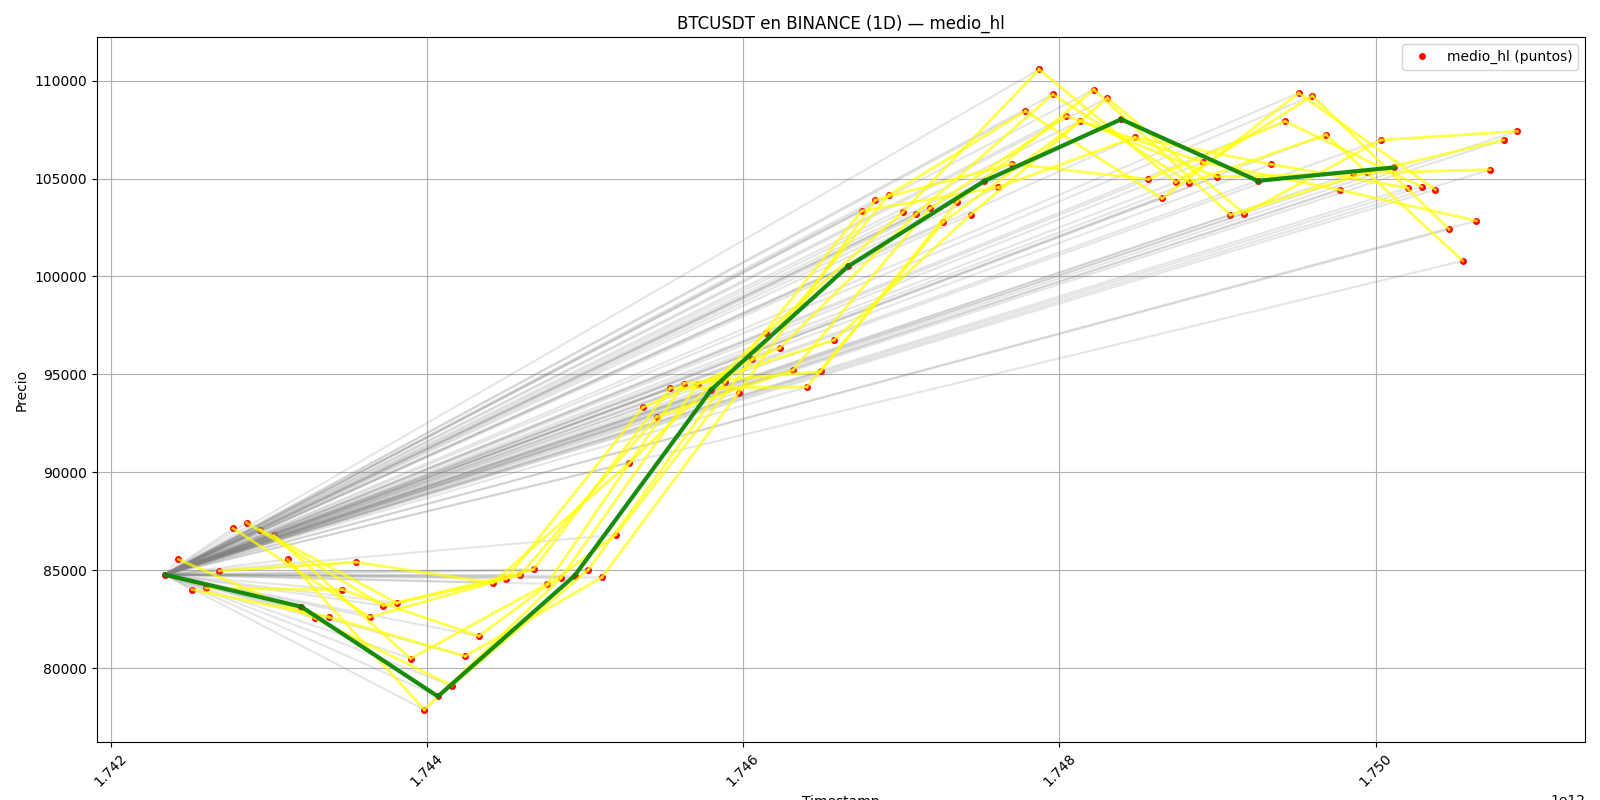 BTCUSDT en BINANCE (1D) — medio_hl
medio_hl (puntos)
110000
105000
100000
95000
90000
85000
80000
Precio
1.742
1.744
1.746
1.748
1.750
Timestamp
1e12